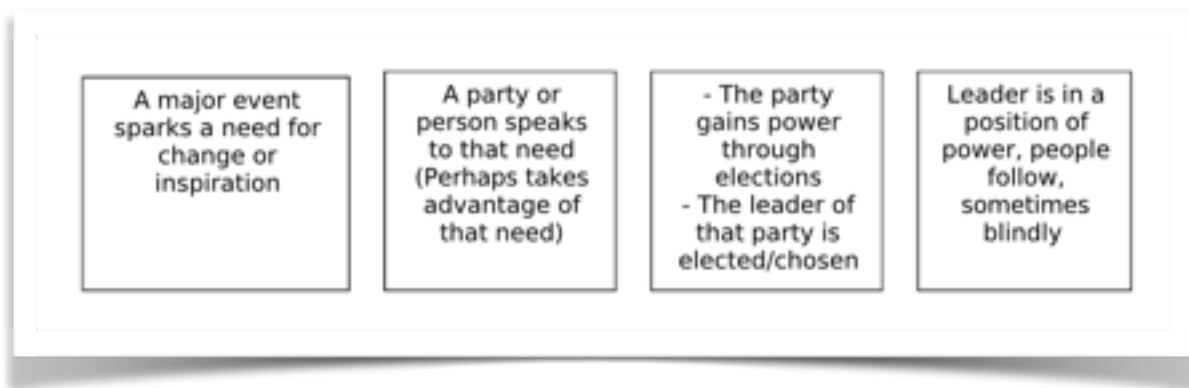 A major event
sparks a need for
change or
inspiration
A party or
person speaks
to that need
(Perhaps takes
advantage of
that need)
- The party
gains power
through
elections
- The leader of
that party is
elected/chosen
Leader is in a
position of
power, people
follow,
sometimes
blindly